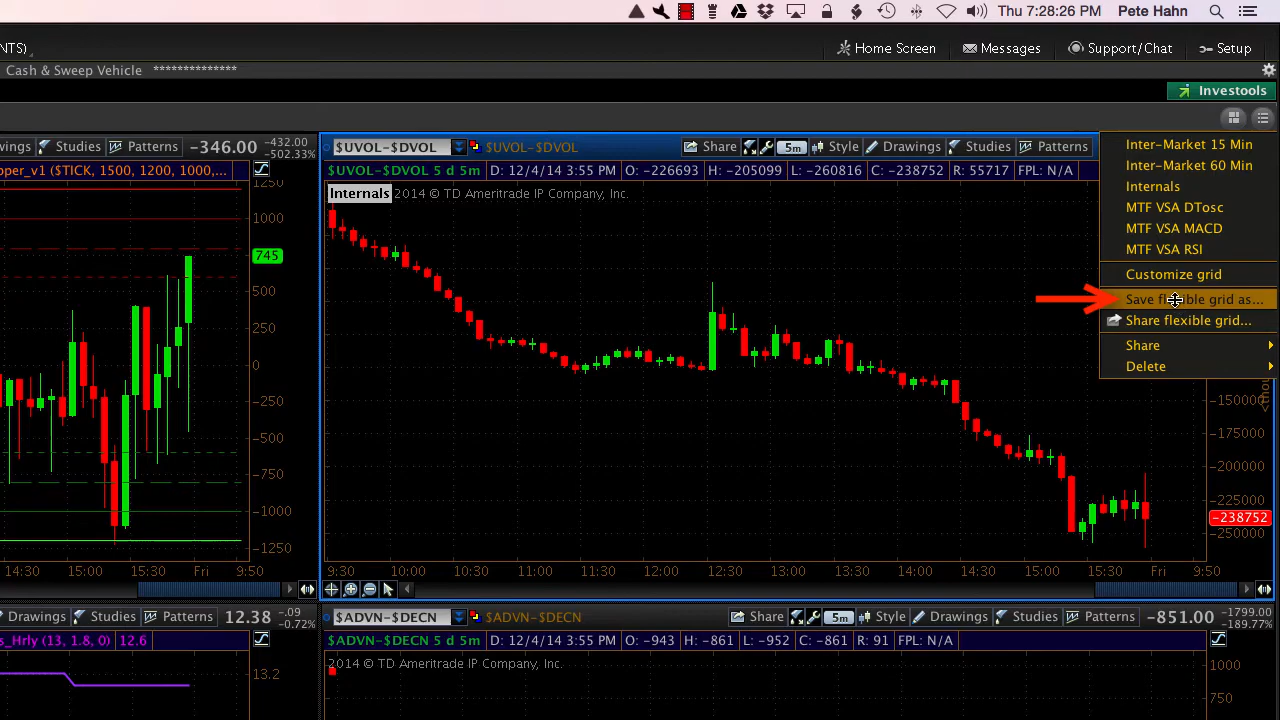 Thu 7:28:26 PM Pete Hahn
NTS)
Home Screen Messages Support/Chat Setup
Cash & Sweep Vehicle **************
Investools
wings Studies Patterns -346.00 -432.00
-502.33%
$UVOL-$DVOL $UVOL-$DVOL Share 5m Style Drawings Studies Patterns
pper_v1 ($TICK, 1500, 1200, 1000,...
$UVOL-$DVOL 5 d 5m D: 12/4/14 3:55 PM O: -226693 H: -205099 L: -260816 C: -238752 R: 55717 FPL: N/A
Internals 2014 © TD Ameritrade IP Company, Inc.
1250
1000
745
500
250
0
-250
-500
-750
-1000
-1250
14:30 15:00 15:30 Fri 9:50
Inter-Market 15 Min
Inter-Market 60 Min
Internals
MTF VSA DTosc
MTF VSA MACD
MTF VSA RSI
Customize grid
Save flexible grid as...
Share flexible grid...
Share
Delete
-150000
-175000
-200000
-225000
-238752
-250000
9:30 10:00 10:30 11:00 11:30 12:00 12:30 13:00 13:30 14:00 14:30 15:00 15:30 Fri 9:50
Drawings Studies Patterns 12.38 -.09
-0.72%
$ADVN-$DECN $ADVN-$DECN Share 5m Style Drawings Studies Patterns -851.00 -1799.00
-189.77%
s_Hrly (13, 1.8, 0) 12.6
$ADVN-$DECN 5 d 5m D: 12/4/14 3:55 PM O: -943 H: -861 L: -952 C: -861 R: 91 FPL: N/A
2014 © TD Ameritrade IP Company, Inc.
13.2
1000
750